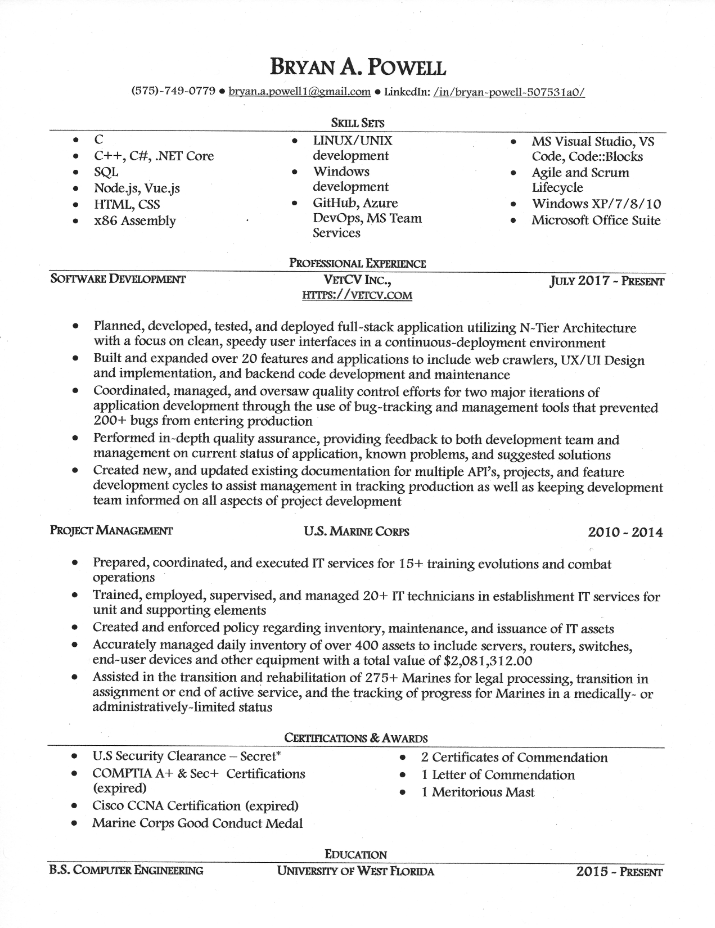 BRYAN A. POWELL
(575)-749-0779 • bryan.a.powell1@gmail.com • LinkedIn: /in/bryan-powell-507531a0/
SKILL SETS
• C
• C++, C#, .NET Core
• SQL
• Node.js, Vue.js
• HTML, CSS
• x86 Assembly
• LINUX/UNIX
development
• Windows
development
• GitHub, Azure
DevOps, MS Team
Services
• MS Visual Studio, VS
Code, Code::Blocks
• Agile and Scrum
Lifecycle
• Windows XP/7/8/10
• Microsoft Office Suite
PROFESSIONAL EXPERIENCE
SOFTWARE DEVELOPMENT VETCV INC., JULY 2017 - PRESENT
HTTPS://VETCV.COM
• Planned, developed, tested, and deployed full-stack application utilizing N-Tier Architecture
with a focus on clean, speedy user interfaces in a continuous-deployment environment
• Built and expanded over 20 features and applications to include web crawlers, UX/UI Design
and implementation, and backend code development and maintenance
• Coordinated, managed, and oversaw quality control efforts for two major iterations of
application development through the use of bug-tracking and management tools that prevented
200+ bugs from entering production
• Performed in-depth quality assurance, providing feedback to both development team and
management on current status of application, known problems, and suggested solutions
• Created new, and updated existing documentation for multiple API's, projects, and feature
development cycles to assist management in tracking production as well as keeping development
team informed on all aspects of project development
PROJECT MANAGEMENT U.S. MARINE CORPS 2010 - 2014
• Prepared, coordinated, and executed IT services for 15+ training evolutions and combat
operations
• Trained, employed, supervised, and managed 20+ IT technicians in establishment IT services for
unit and supporting elements
• Created and enforced policy regarding inventory, maintenance, and issuance of IT assets
• Accurately managed daily inventory of over 400 assets to include servers, routers, switches,
end-user devices and other equipment with a total value of $2,081,312.00
• Assisted in the transition and rehabilitation of 275+ Marines for legal processing, transition in
assignment or end of active service, and the tracking of progress for Marines in a medically- or
administratively-limited status
CERTIFICATIONS & AWARDS
• U.S Security Clearance – Secret*
• COMPTIA A+ & Sec+ Certifications
(expired)
• Cisco CCNA Certification (expired)
• Marine Corps Good Conduct Medal
• 2 Certificates of Commendation
• 1 Letter of Commendation
• 1 Meritorious Mast
EDUCATION
B.S. COMPUTER ENGINEERING UNIVERSITY OF WEST FLORIDA 2015 - PRESENT